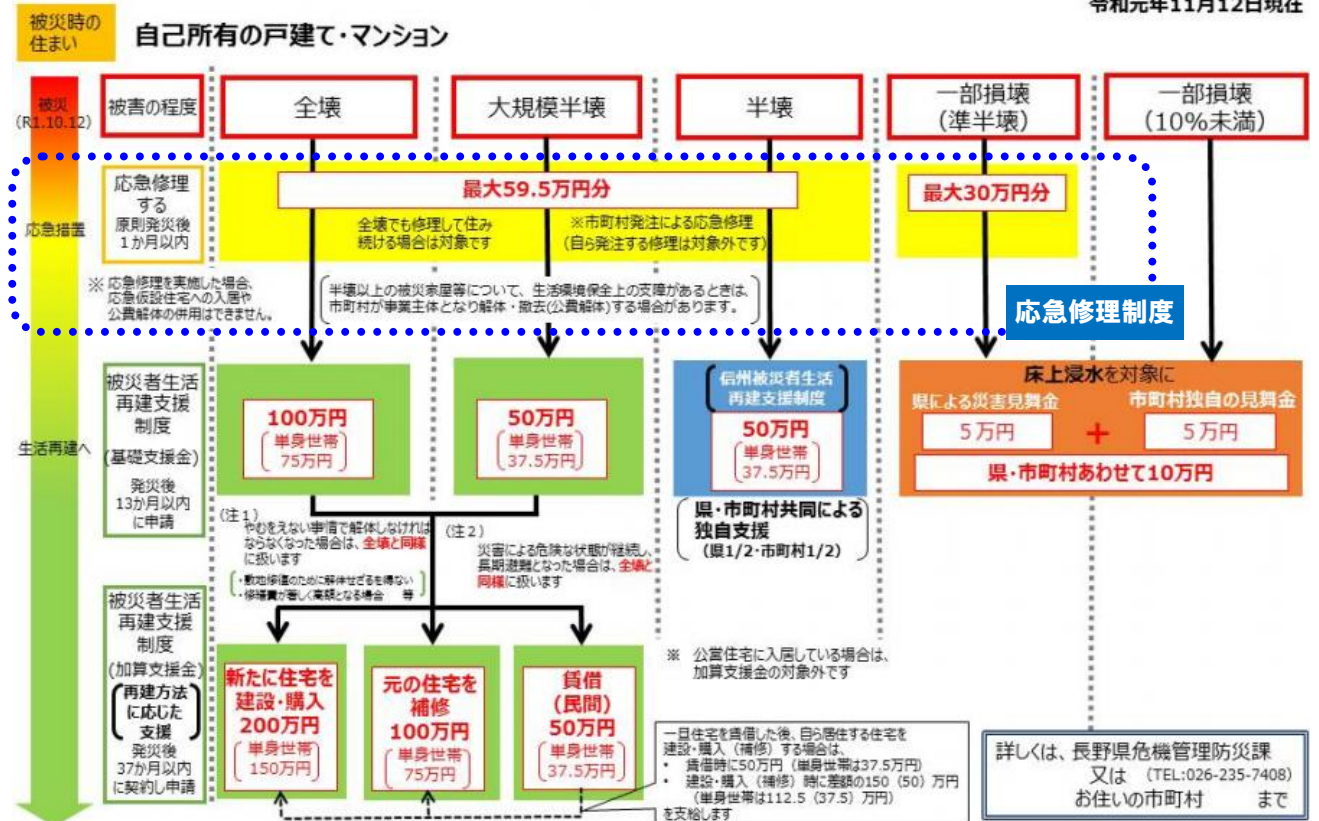 令和元年11月12日現在
被災時の
住まい
自己所有の戸建て・マンション
被災
(R1.10.12)
被害の程度
全壊
大規模半壊
半壊
一部損壊
(準半壊)
一部損壊
(10%未満)
応急措置
応急修理
する
原則発災後
1か月以内
最大59.5万円分
全壊でも修理して住み
続ける場合は対象です
※市町村発注による応急修理
(自ら発注する修理は対象外です)
最大30万円分
※ 応急修理を実施した場合、
応急仮設住宅への入居や
公費解体の併用はできません。
半壊以上の被災家屋等について、生活環境保全上の支障があるときは、
市町村が事業主体となり解体・撤去(公費解体)する場合があります。
応急修理制度
生活再建へ
被災者生活
再建支援
制度
(基礎支援金)
発災後
13か月以内
に申請
100万円
単身世帯
75万円
50万円
単身世帯
37.5万円
信州被災者生活
再建支援制度
50万円
単身世帯
37.5万円
県・市町村共同による
独自支援
(県1/2・市町村1/2)
床上浸水を対象に
県による災害見舞金
市町村独自の見舞金
5万円
+
5万円
県・市町村あわせて10万円
(注1)
やむをえない事情で解体しなければ
ならなくなった場合は、全壊と同様
に扱います
・敷地修復のために解体せざるを得ない
・修理費が著しく高額となる場合 等
(注2)
災害による危険な状態が継続し、
長期避難となった場合は、全壊と
同様に扱います
被災者生活
再建支援
制度
(加算支援金)
再建方法
に応じた
支援
発災後
37か月以内
に契約し申請
新たに住宅を
建設・購入
200万円
単身世帯
150万円
元の住宅を
補修
100万円
単身世帯
75万円
賃借
(民間)
50万円
単身世帯
37.5万円
※ 公営住宅に入居している場合は、
加算支援金の対象外です
一旦住宅を賃借した後、自ら居住する住宅を
建設・購入(補修)する場合は、
・ 賃借時に50万円(単身世帯は37.5万円)
・ 建設・購入(補修)時に差額の150(50)万円
(単身世帯は112.5(37.5)万円)
を支給します
詳しくは、長野県危機管理防災課
又は (TEL:026-235-7408)
お住いの市町村 まで